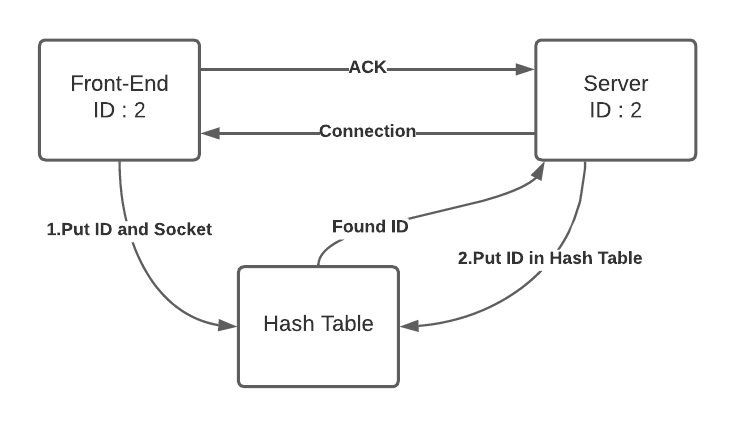 Front-End
ID : 2
ACK
Server
ID : 2
Connection
1.Put ID and Socket
Found ID
2.Put ID in Hash Table
Hash Table